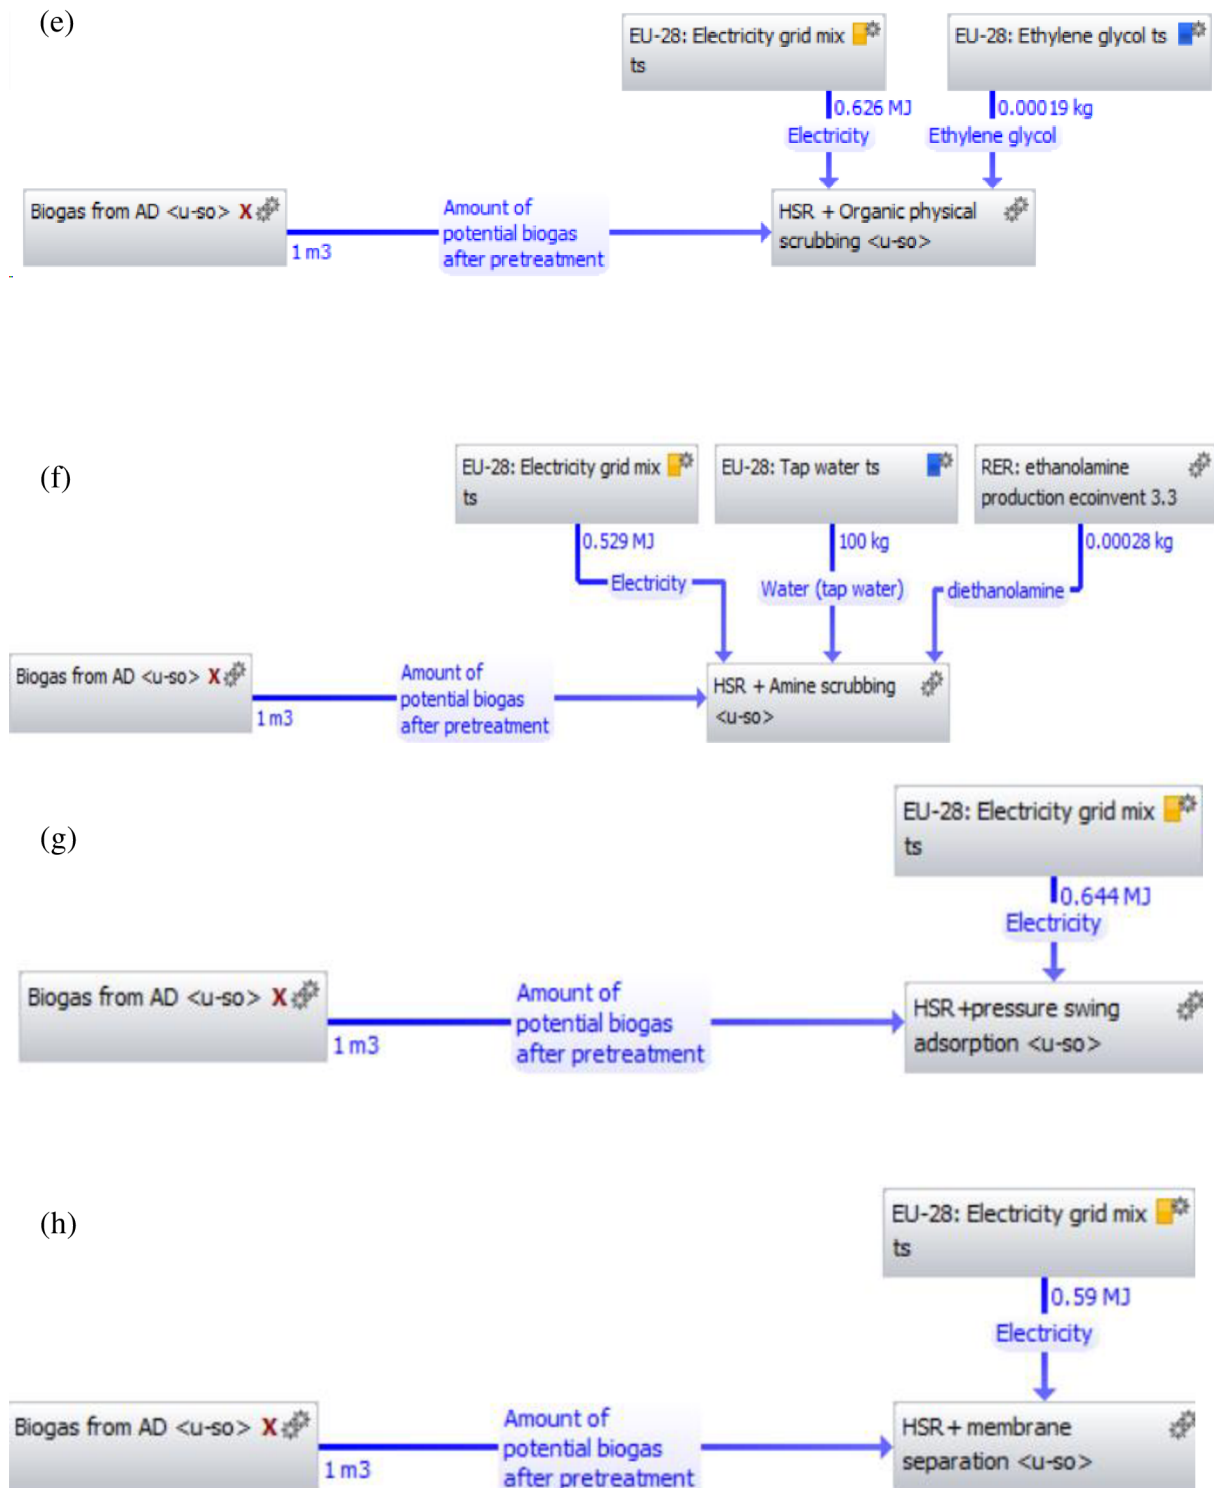 (e)
EU-28: Electricity grid mix
ts
EU-28: Ethylene glycol ts
0.626 MJ
0.00019 kg
Electricity
Ethylene glycol
Biogas from AD <u-so> X
1 m3
Amount of
potential biogas
after pretreatment
HSR + Organic physical
scrubbing <u-so>
(f)
EU-28: Electricity grid mix
ts
EU-28: Tap water ts
RER: ethanolamine
production ecoinvent 3.3
0.529 MJ
100 kg
0.00028 kg
Electricity
Water (tap water)
diethanolamine
Biogas from AD <u-so> X
1 m3
Amount of
potential biogas
after pretreatment
HSR + Amine scrubbing
<u-so>
(g)
EU-28: Electricity grid mix
ts
0.644 MJ
Electricity
Biogas from AD <u-so> X
1 m3
Amount of
potential biogas
after pretreatment
HSR+pressure swing
adsorption <u-so>
(h)
EU-28: Electricity grid mix
ts
0.59 MJ
Electricity
Biogas from AD <u-so> X
1 m3
Amount of
potential biogas
after pretreatment
HSR+ membrane
separation <u-so>